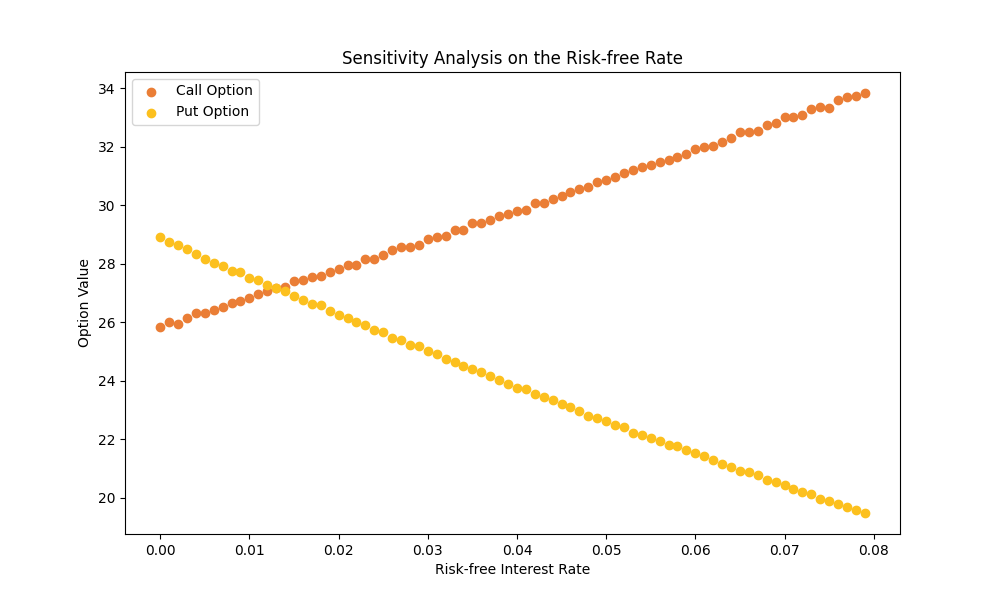 Sensitivity Analysis on the Risk-free Rate
Call Option
Put Option
34
32
30
28
26
24
22
20
Option Value
0.00 0.01 0.02 0.03 0.04 0.05 0.06 0.07 0.08
Risk-free Interest Rate